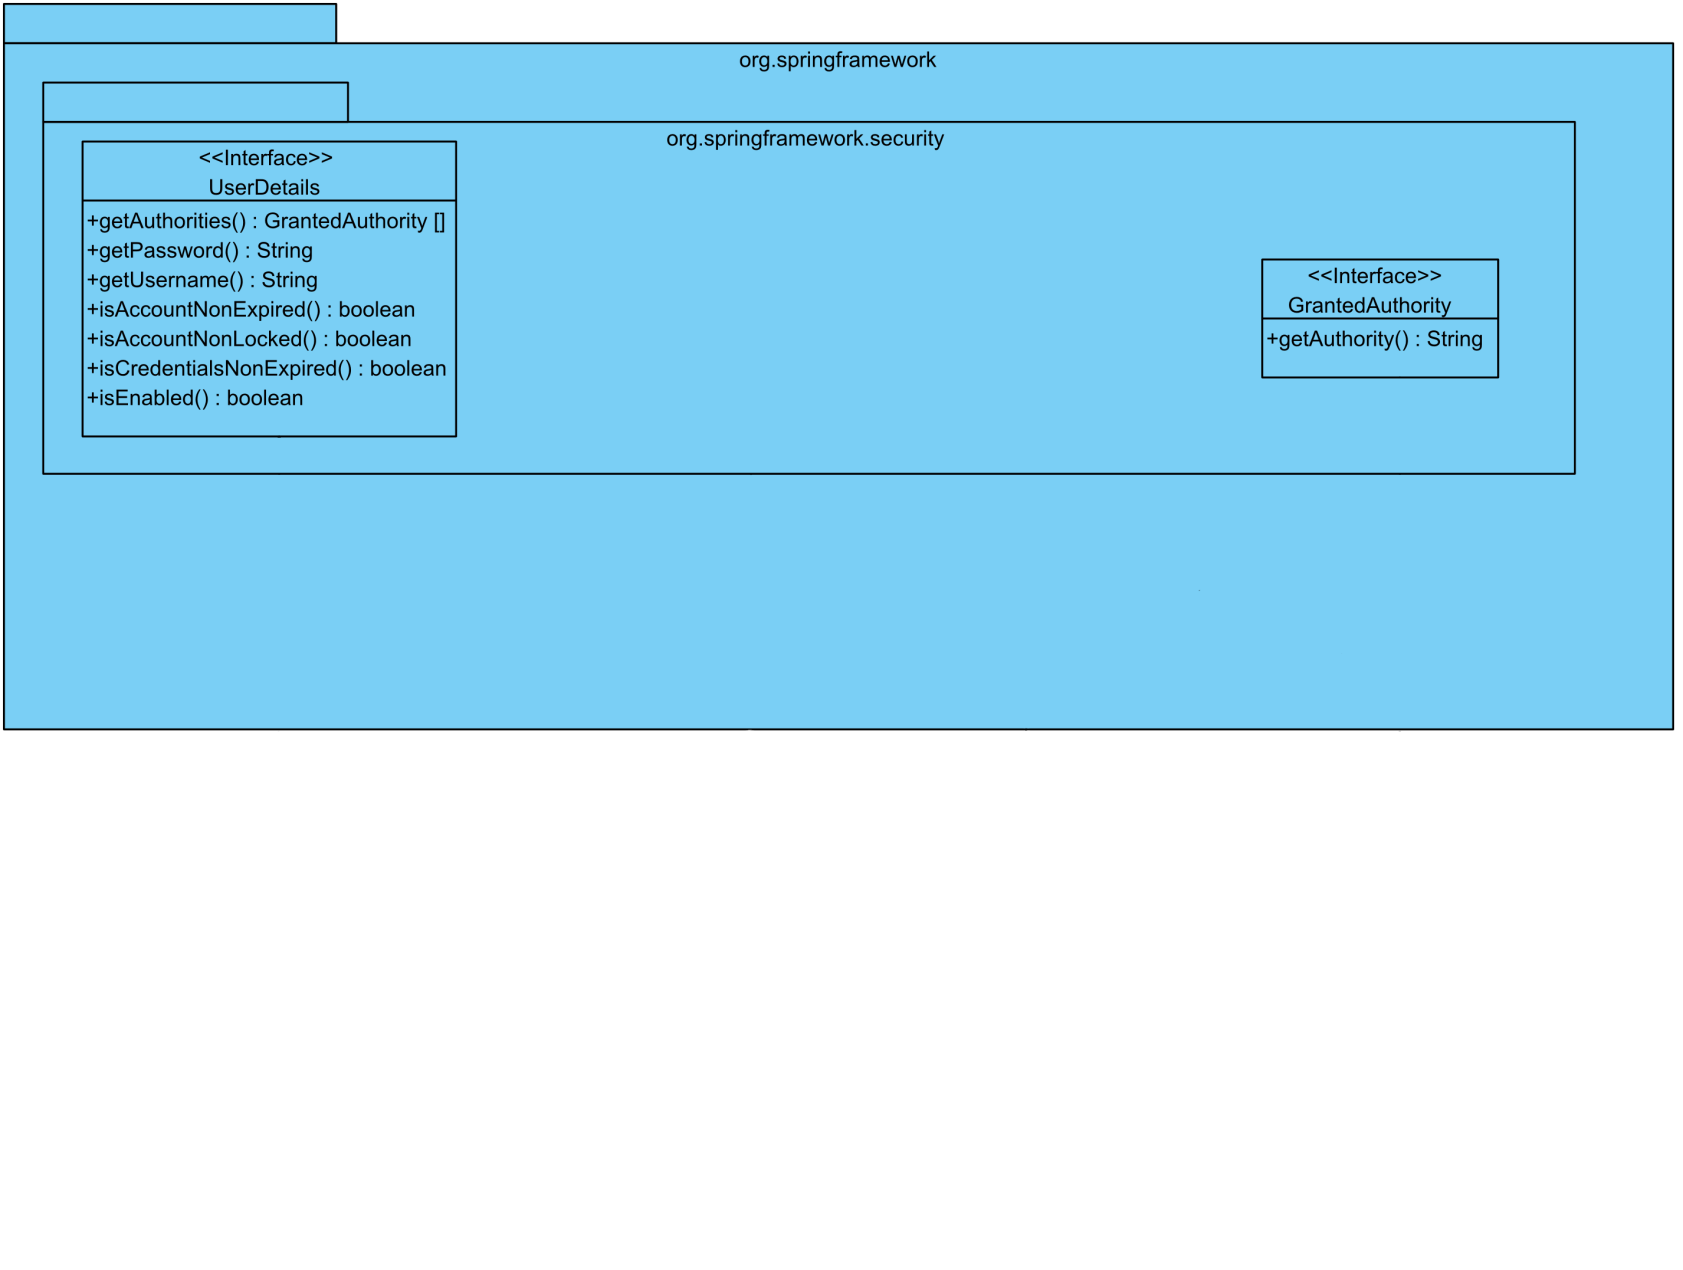 org.springframework
org.springframework.security
<<Interface>>
UserDetails
+getAuthorities() : GrantedAuthority []
+getPassword() : String
+getUsername() : String
+isAccountNonExpired() : boolean
+isAccountNonLocked() : boolean
+isCredentialsNonExpired() : boolean
+isEnabled() : boolean
<<Interface>>
GrantedAuthority
+getAuthority() : String